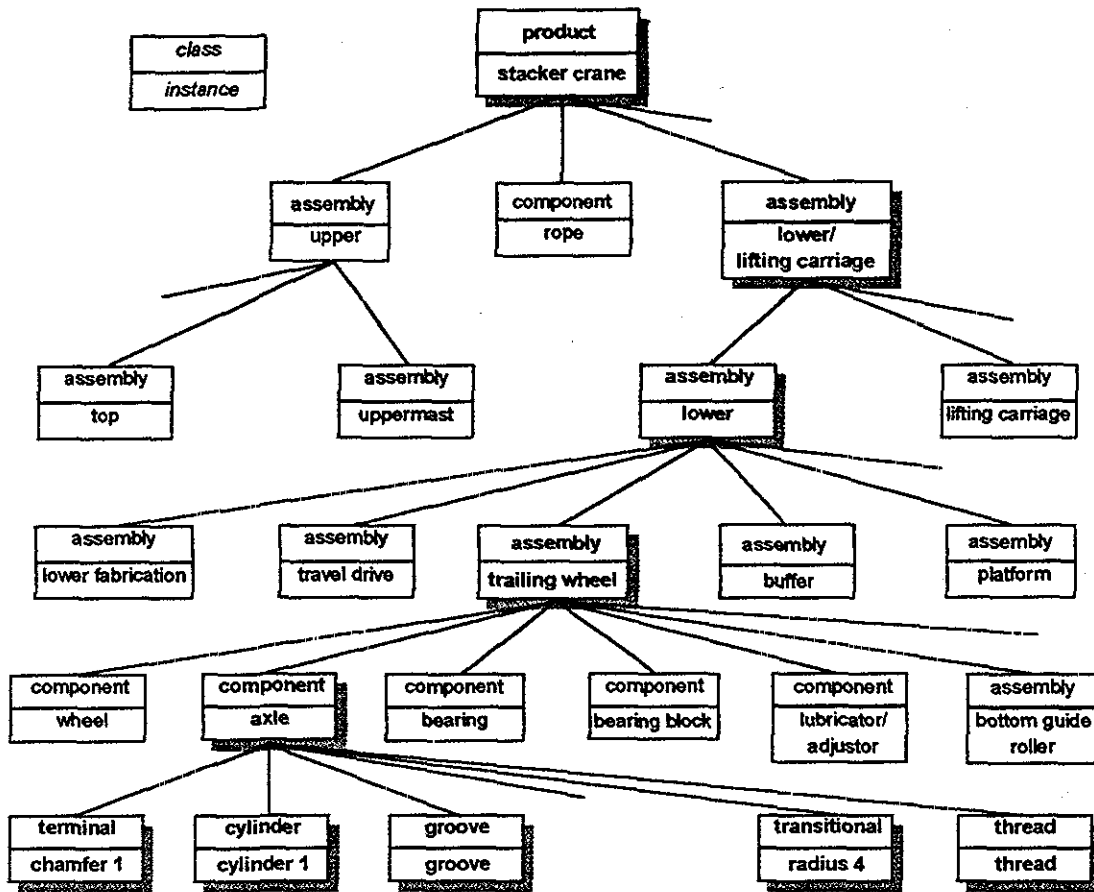 class
instance
product
stacker crane
assembly
upper
component
rope
assembly
lower/
lifting carriage
assembly
top
assembly
uppermast
assembly
lower
assembly
lifting carriage
assembly
lower fabrication
assembly
travel drive
assembly
trailing wheel
assembly
buffer
assembly
platform
component
wheel
component
axle
component
bearing
component
bearing block
component
lubricator/
adjustor
assembly
bottom guide
roller
terminal
chamfer 1
cylinder
cylinder 1
groove
groove
transitional
radius 4
thread
thread